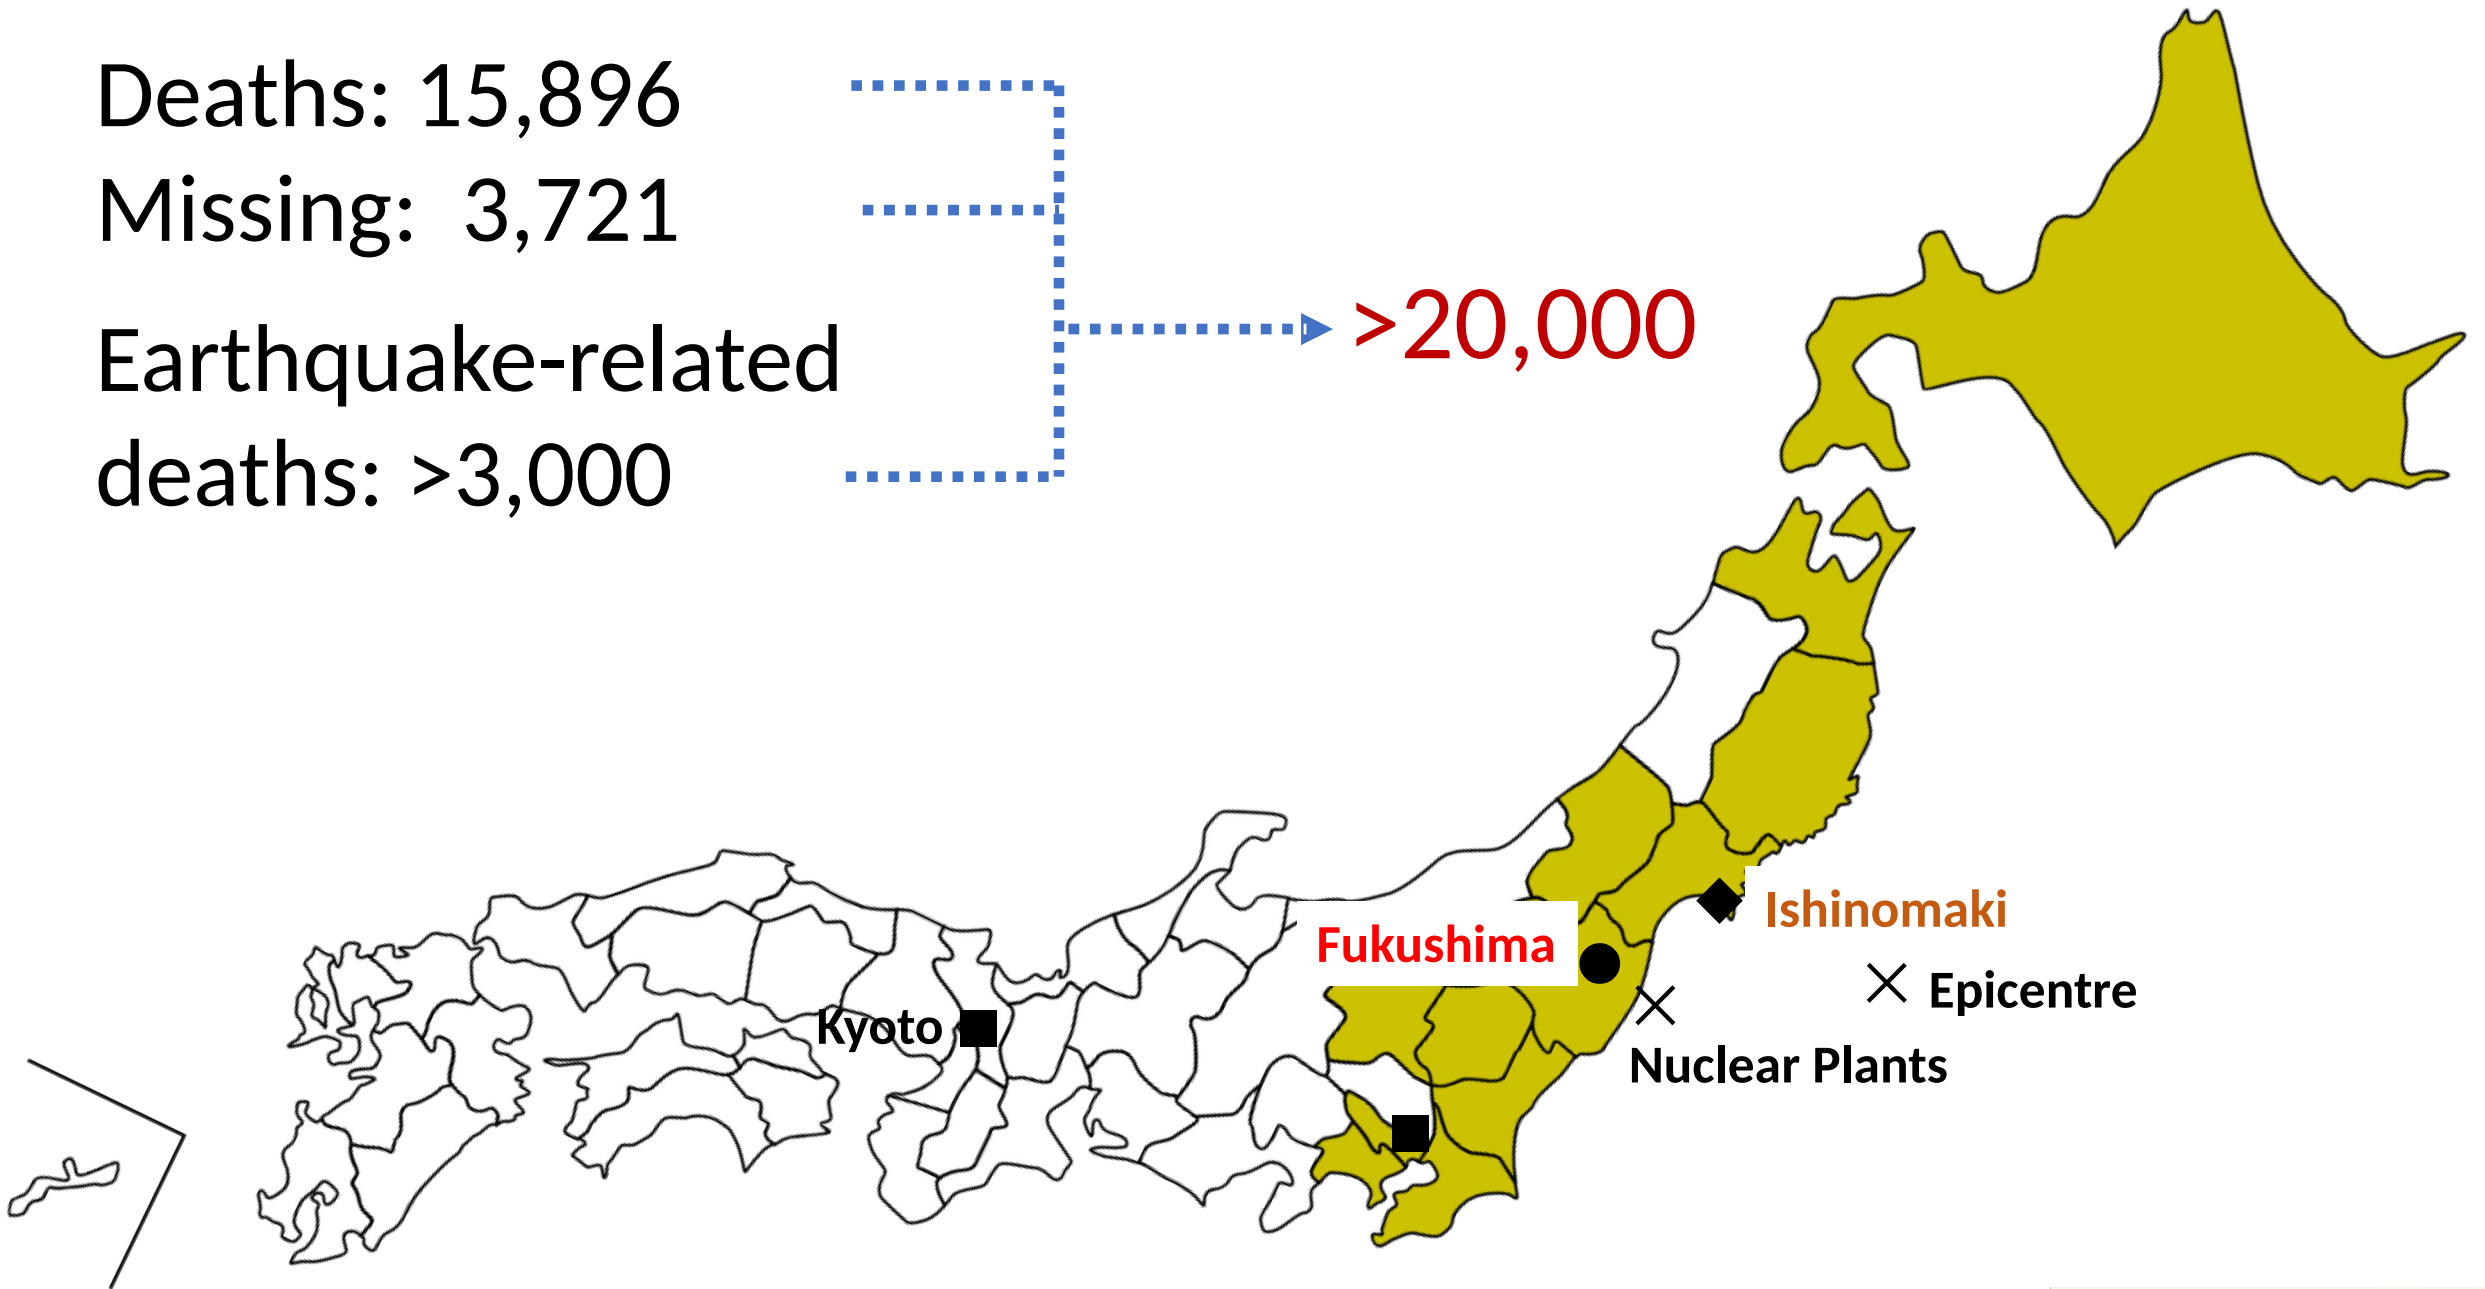 Deaths: 15,896
Missing: 3,721
Earthquake-related
deaths: >3,000
>20,000
Ishinomaki
Fukushima
Epicentre
Kyoto
Nuclear Plants